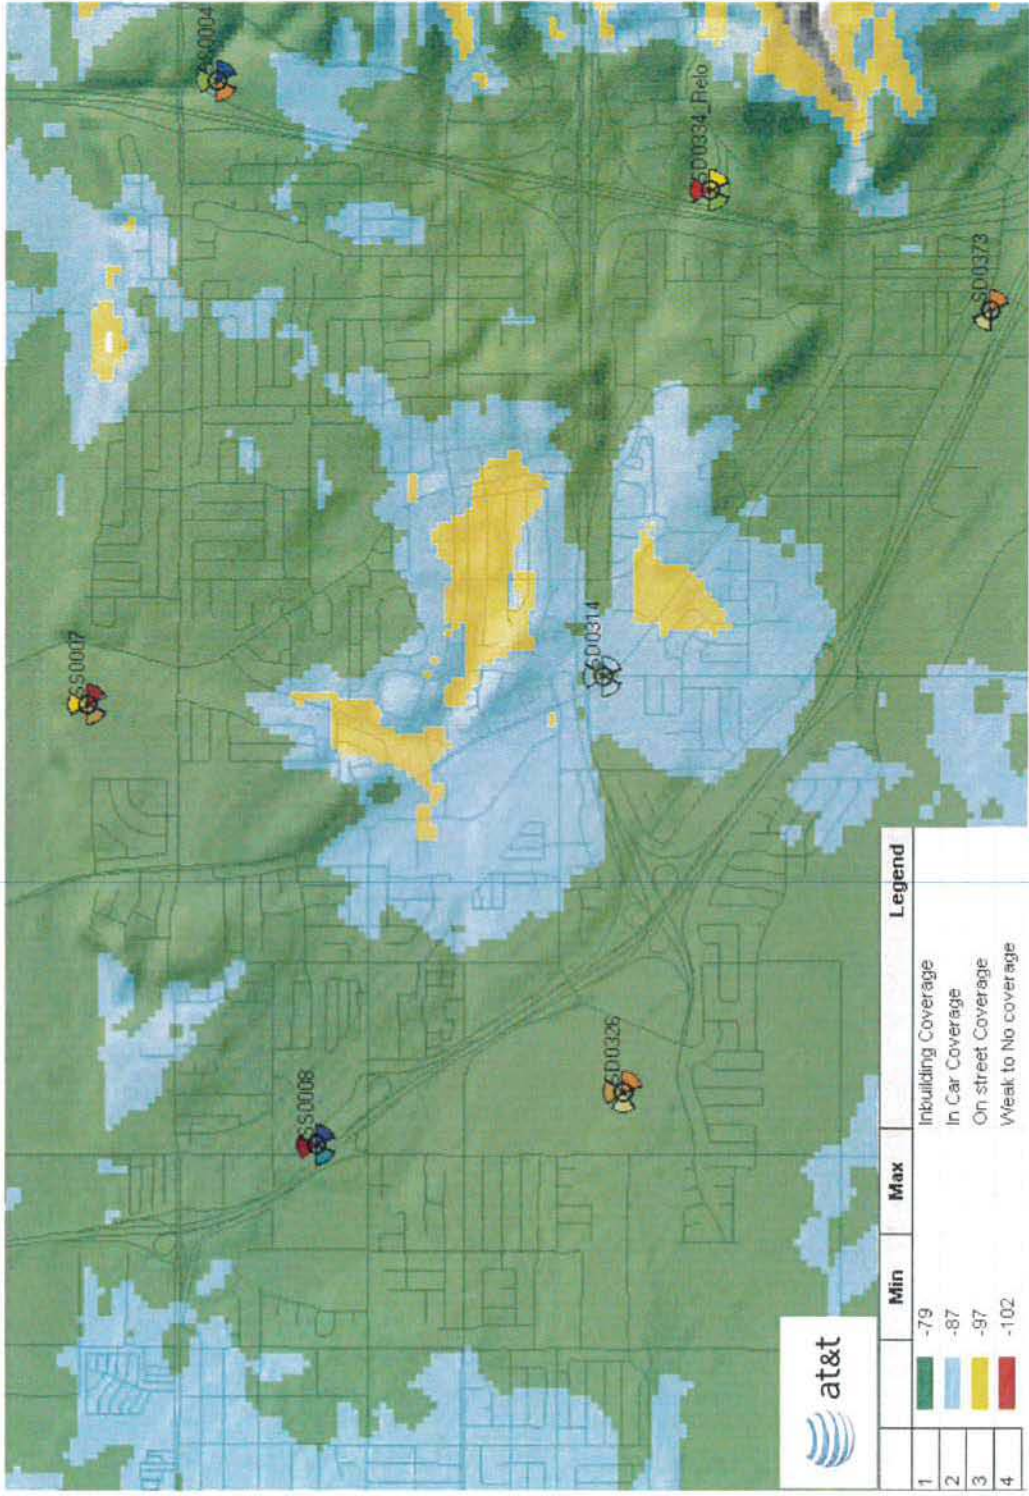 SS0007
SS0004
SS0008
SD0314
SD0326
SD0334_Relo
SD0373
at&t
Min Max Legend
1 -79 Inbuilding Coverage
2 -87 In Car Coverage
3 -97 On street Coverage
4 -102 Weak to No coverage